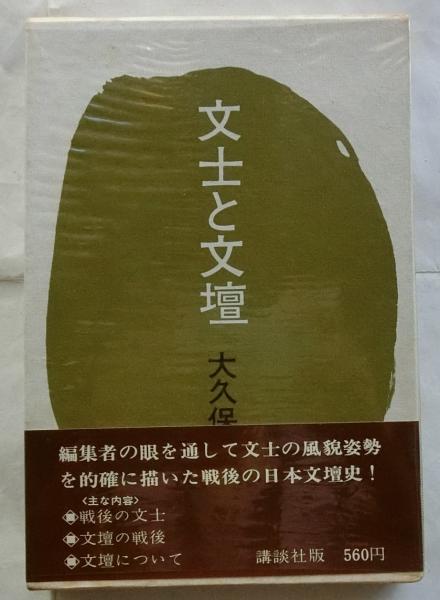 文士と文壇
大久保
編集者の眼を通して文士の風貌姿勢
を的確に描いた戦後の日本文壇史！
〈主な内容〉
戦後の文士
文壇の戦後
文壇について
講談社版 560円